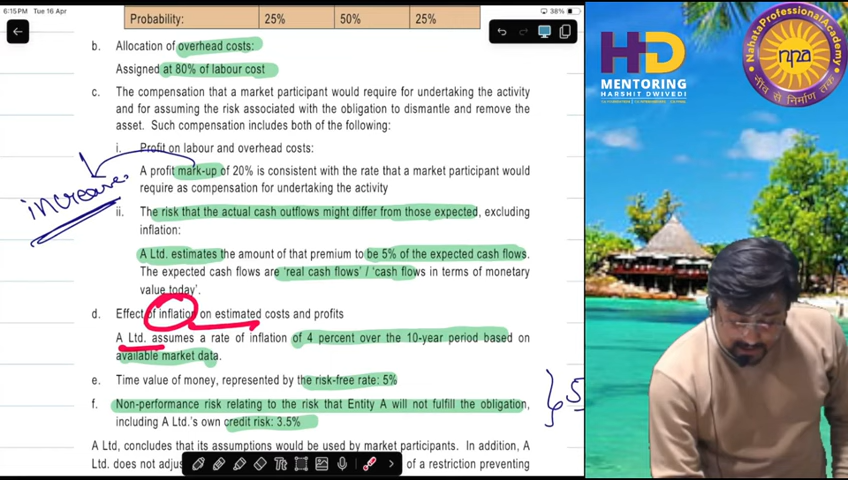 6:15PM Tue 16 Apr
38%
Probability: 25% 50% 25%
b. Allocation of overhead costs:
Assigned at 80% of labour cost
c. The compensation that a market participant would require for undertaking the activity
and for assuming the risk associated with the obligation to dismantle and remove the
asset. Such compensation includes both of the following:
i. Profit on labour and overhead costs:
A profit mark-up of 20% is consistent with the rate that a market participant would
require as compensation for undertaking the activity
increase
ii. The risk that the actual cash outflows might differ from those expected, excluding
inflation:
A Ltd. estimates the amount of that premium to be 5% of the expected cash flows.
The expected cash flows are 'real cash flows' / 'cash flows in terms of monetary
value today'.
d. Effect of inflation on estimated costs and profits
A Ltd. assumes a rate of inflation of 4 percent over the 10-year period based on
available market data.
e. Time value of money, represented by the risk-free rate: 5%
f. Non-performance risk relating to the risk that Entity A will not fulfill the obligation,
including A Ltd.'s own credit risk: 3.5%
5
A Ltd, concludes that its assumptions would be used by market participants. In addition, A
Ltd. does not adjus of a restriction preventing
HD
MENTORING
HARSHIT DWIVEDI
Nahata Professional Academy
npa
नींव से निर्माण तक